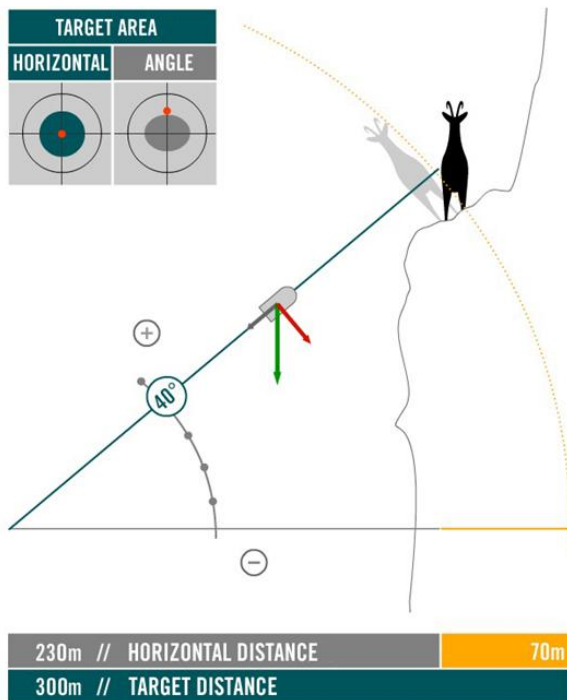 TARGET AREA
HORIZONTAL ANGLE
+
40°
−
230m // HORIZONTAL DISTANCE 70m
300m // TARGET DISTANCE